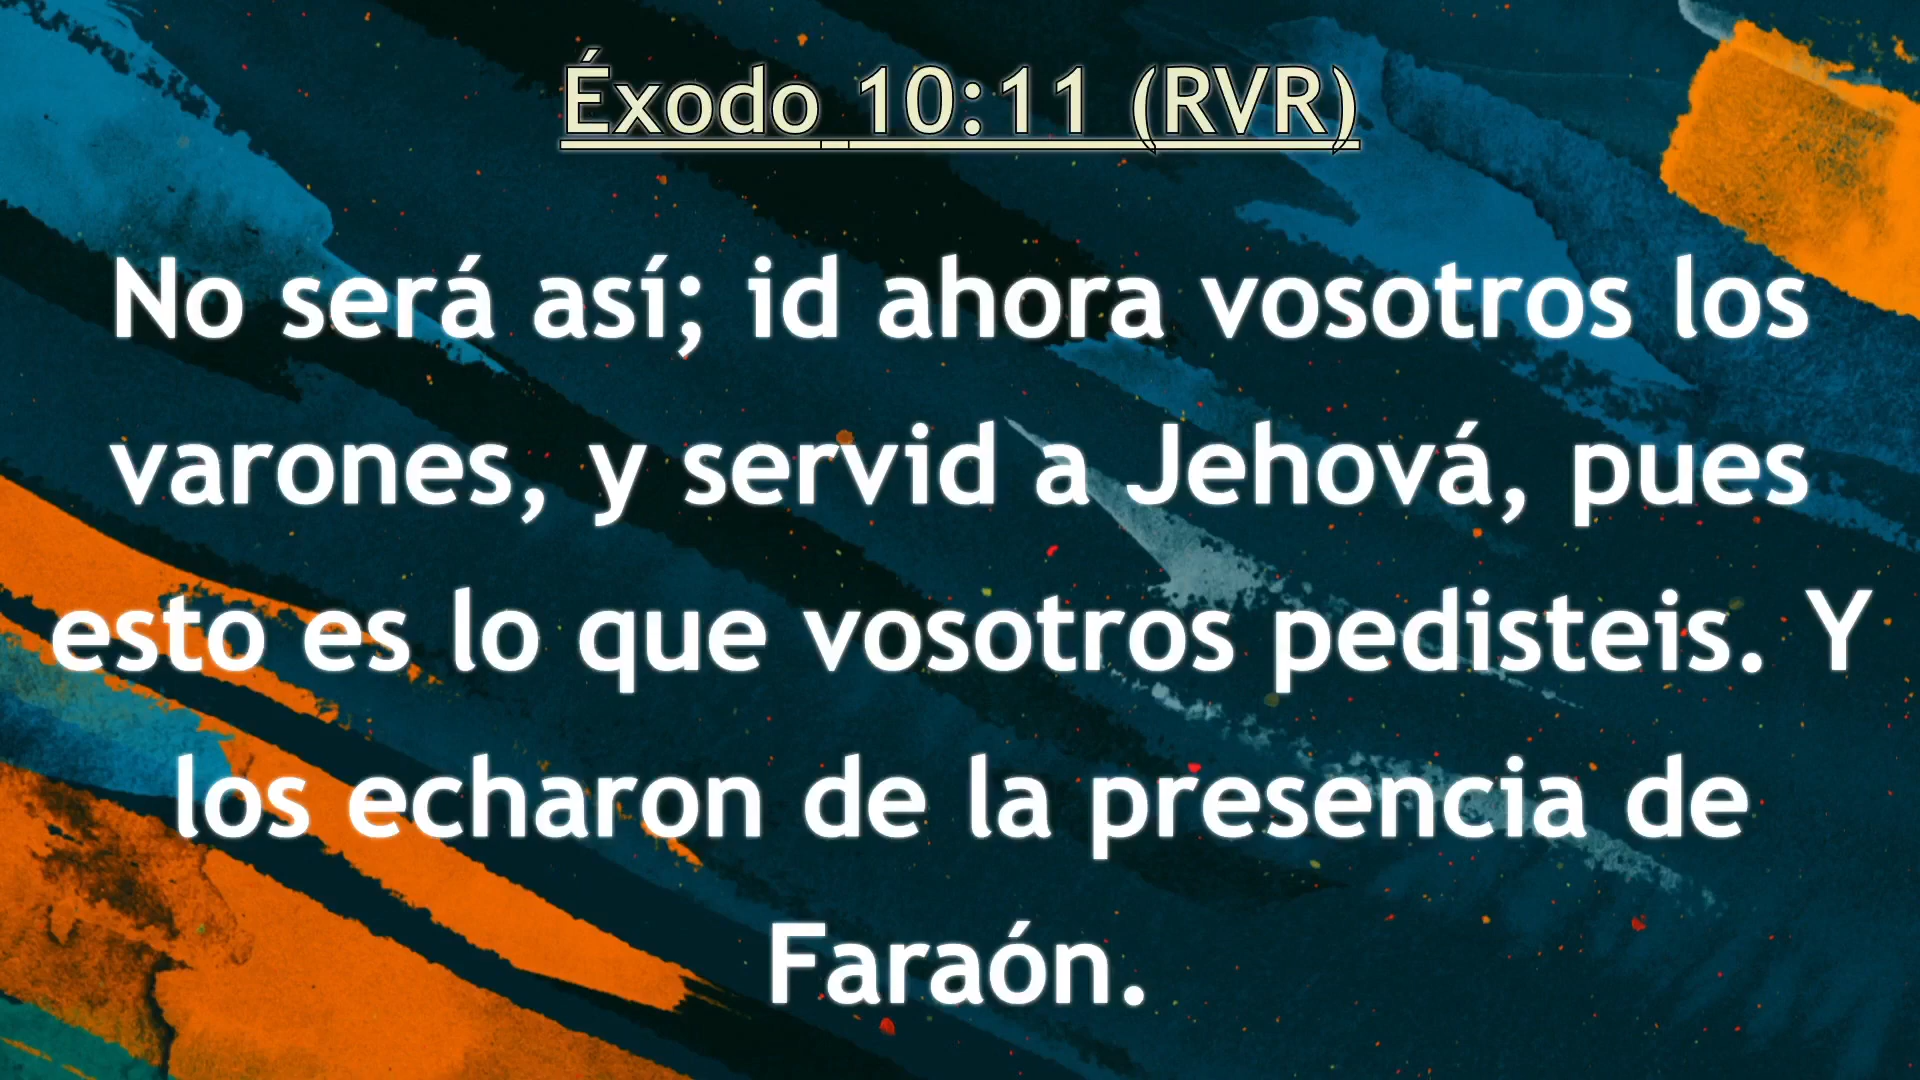 Éxodo 10:11 (RVR)
No será así; id ahora vosotros los
varones, y servid a Jehová, pues
esto es lo que vosotros pedisteis. Y
los echaron de la presencia de
Faraón.